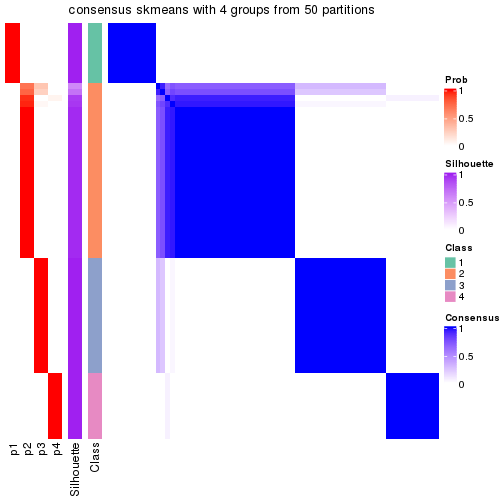 consensus skmeans with 4 groups from 50 partitions
Prob
1
0.5
0
Silhouette
1
0.5
0
Class
1
2
3
4
Consensus
1
0.5
0
p1
p2
p3
p4
Silhouette
Class